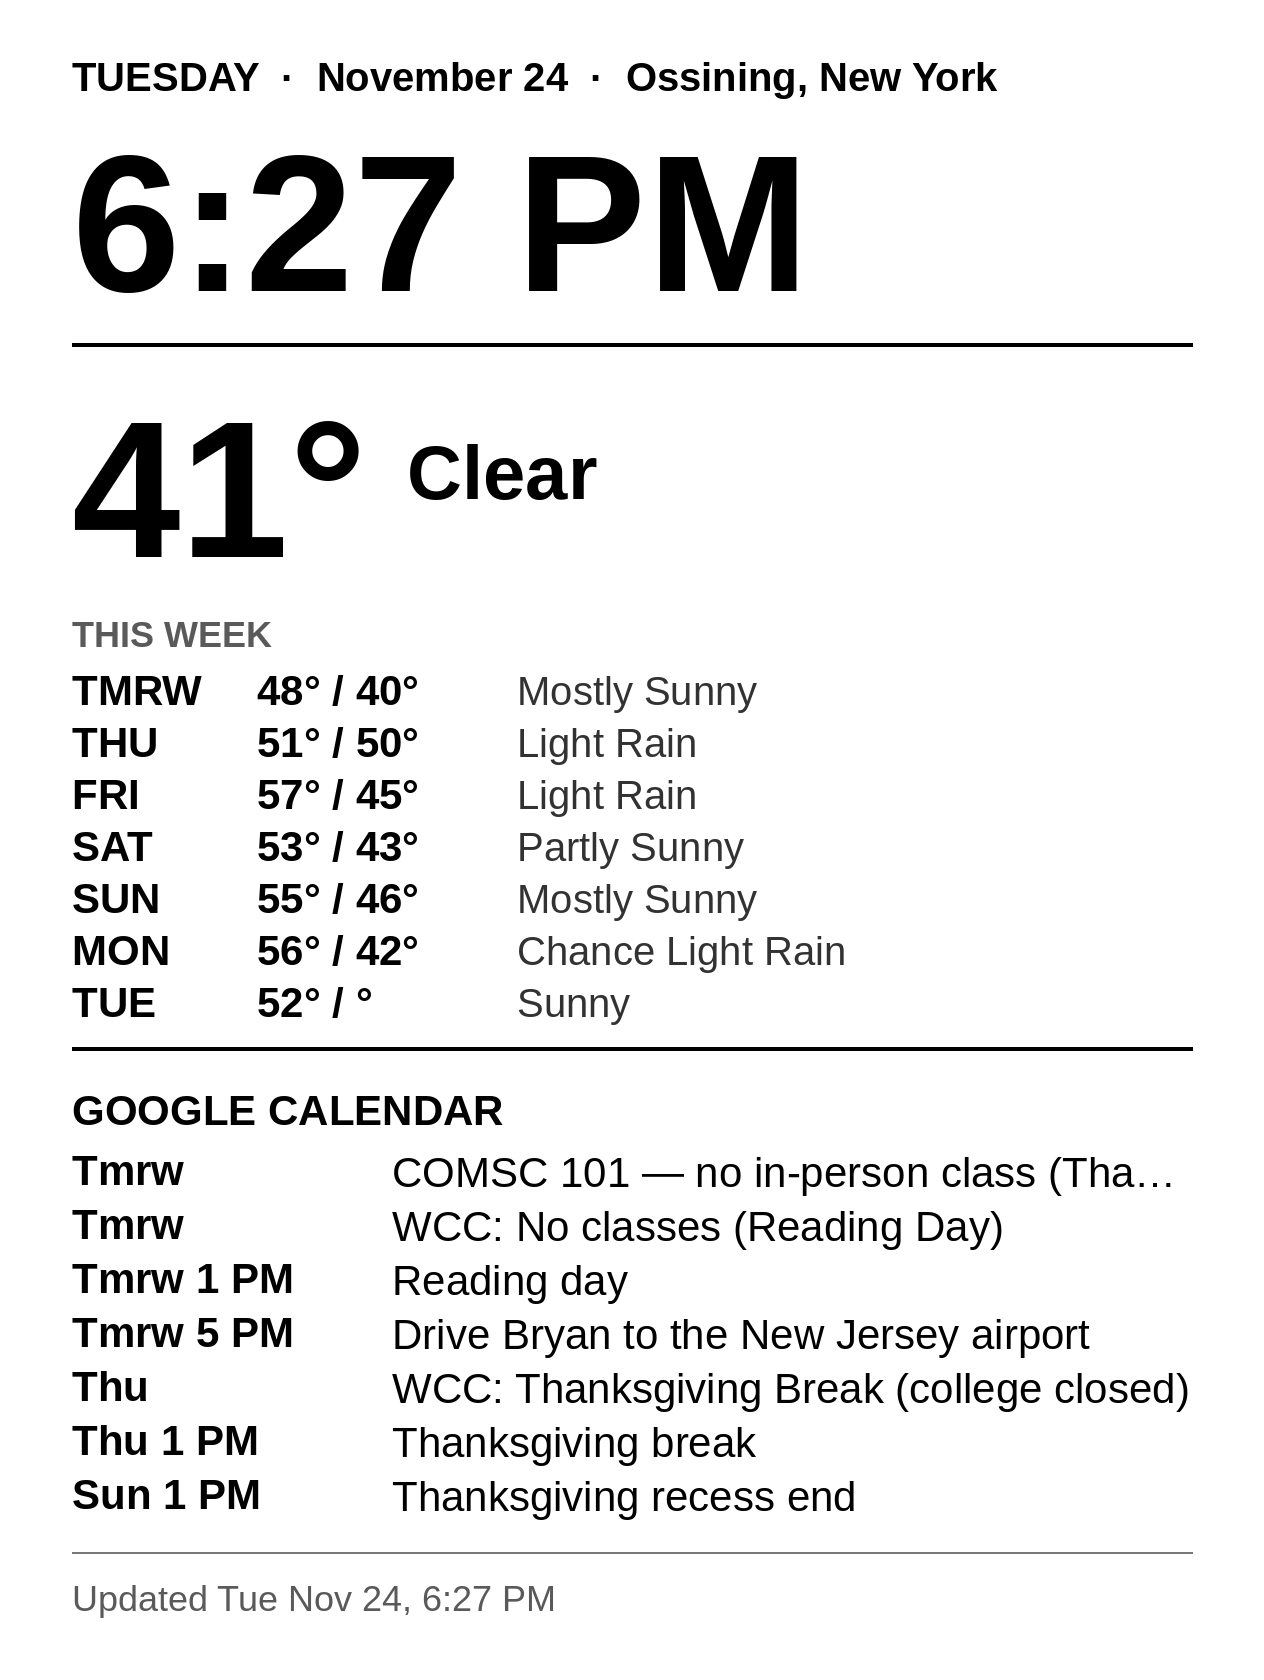 TUESDAY · November 24 · Ossining, New York
6:27 PM
41° Clear
THIS WEEK
TMRW 48° / 40° Mostly Sunny
THU 51° / 50° Light Rain
FRI 57° / 45° Light Rain
SAT 53° / 43° Partly Sunny
SUN 55° / 46° Mostly Sunny
MON 56° / 42° Chance Light Rain
TUE 52° / ° Sunny
GOOGLE CALENDAR
Tmrw COMSC 101 — no in-person class (Tha…
Tmrw WCC: No classes (Reading Day)
Tmrw 1 PM Reading day
Tmrw 5 PM Drive Bryan to the New Jersey airport
Thu WCC: Thanksgiving Break (college closed)
Thu 1 PM Thanksgiving break
Sun 1 PM Thanksgiving recess end
Updated Tue Nov 24, 6:27 PM